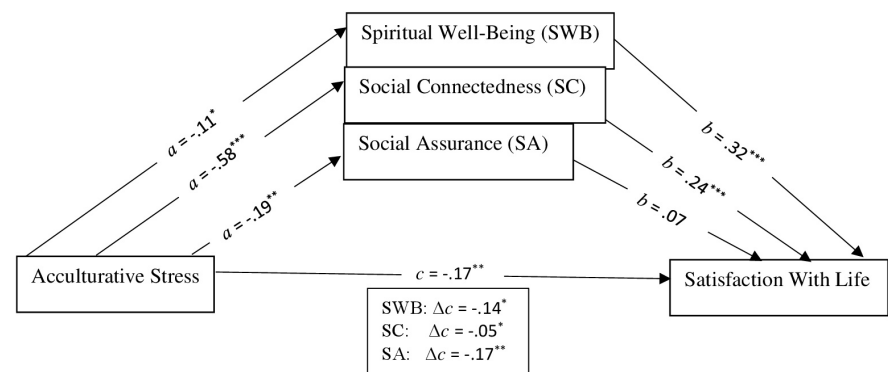 Spiritual Well-Being (SWB)
Social Connectedness (SC)
Social Assurance (SA)
a = -.11*
a = -.58***
a = -.19**
b = .32***
b = .24***
b = .07
Acculturative Stress
c = -.17**
Satisfaction With Life
SWB: Δc = -.14*
SC: Δc = -.05*
SA: Δc = -.17**